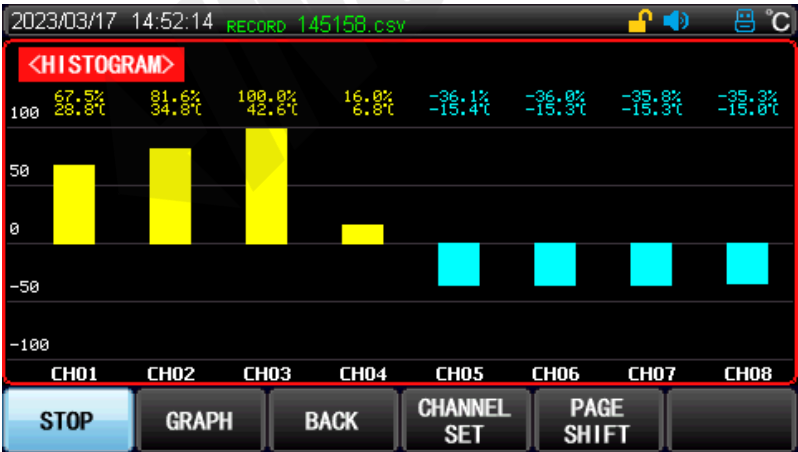 2023/03/17 14:52:14 RECORD 145158.csv °C
<HISTOGRAM>
67.5% 81.6% 100.0% 16.0% -36.1% -36.0% -35.8% -35.3%
28.8℃ 34.8℃ 42.6℃ 6.8℃ -15.4℃ -15.3℃ -15.3℃ -15.0℃
100
50
0
-50
-100
CH01 CH02 CH03 CH04 CH05 CH06 CH07 CH08
STOP GRAPH BACK CHANNEL SET PAGE SHIFT